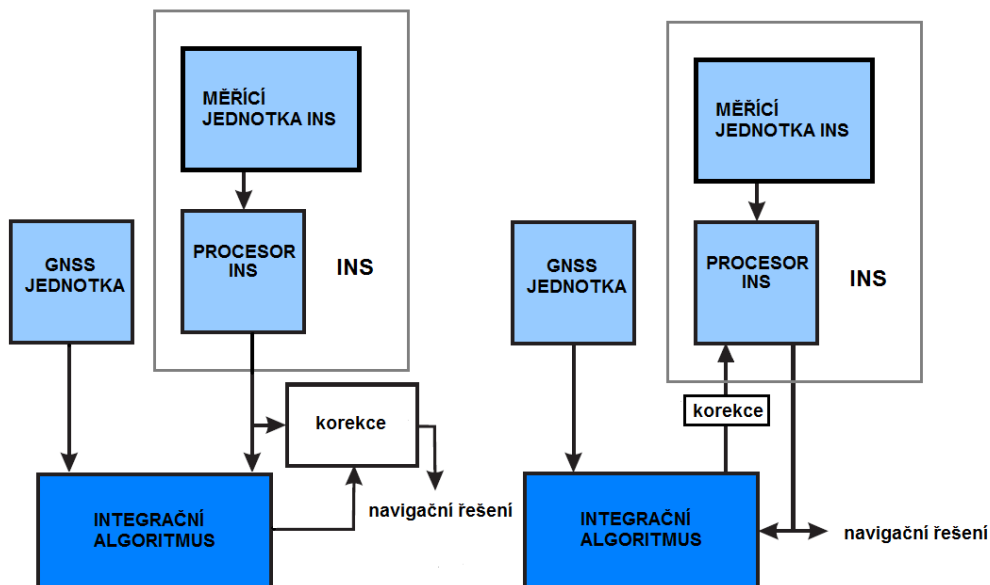 MĚŘÍCÍ
JEDNOTKA INS
PROCESOR
INS
INS
GNSS
JEDNOTKA
korekce
navigační řešení
INTEGRAČNÍ
ALGORITMUS
MĚŘÍCÍ
JEDNOTKA INS
PROCESOR
INS
INS
GNSS
JEDNOTKA
korekce
INTEGRAČNÍ
ALGORITMUS
navigační řešení